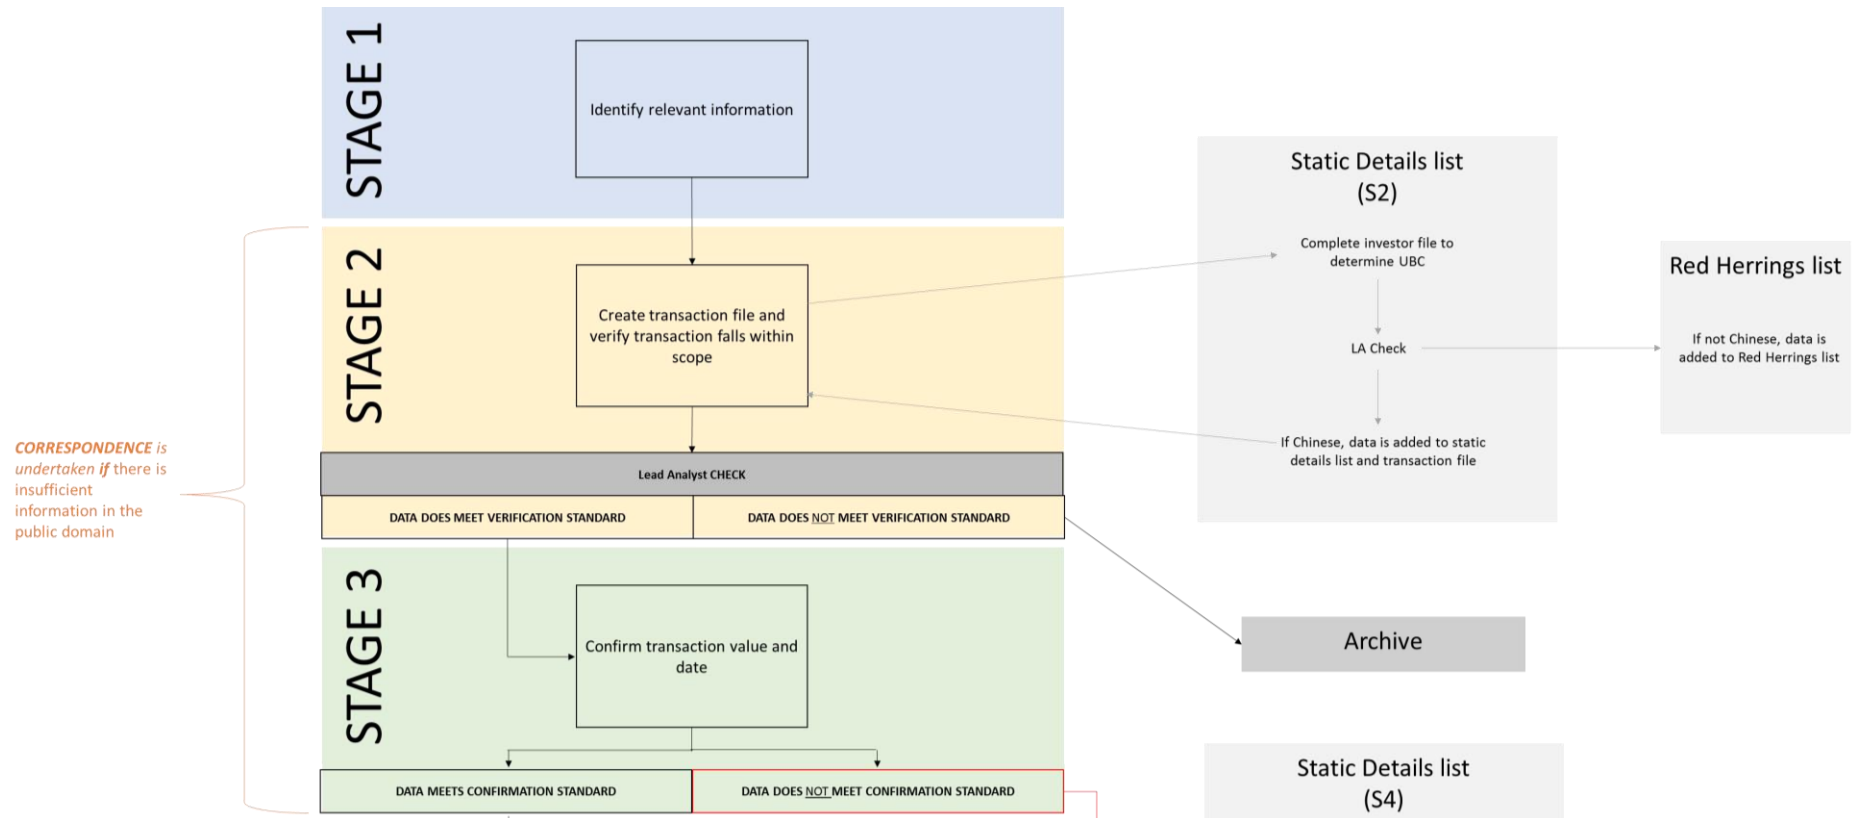 STAGE 1
Identify relevant information
STAGE 2
Create transaction file and
verify transaction falls within
scope
Static Details list
(S2)
Complete investor file to
determine UBC
LA Check
If Chinese, data is added to static
details list and transaction file
Red Herrings list
If not Chinese, data is
added to Red Herrings list
CORRESPONDENCE is
undertaken if there is
insufficient
information in the
public domain
Lead Analyst CHECK
DATA DOES MEET VERIFICATION STANDARD
DATA DOES NOT MEET VERIFICATION STANDARD
STAGE 3
Confirm transaction value and
date
Archive
DATA MEETS CONFIRMATION STANDARD
DATA DOES NOT MEET CONFIRMATION STANDARD
Static Details list
(S4)